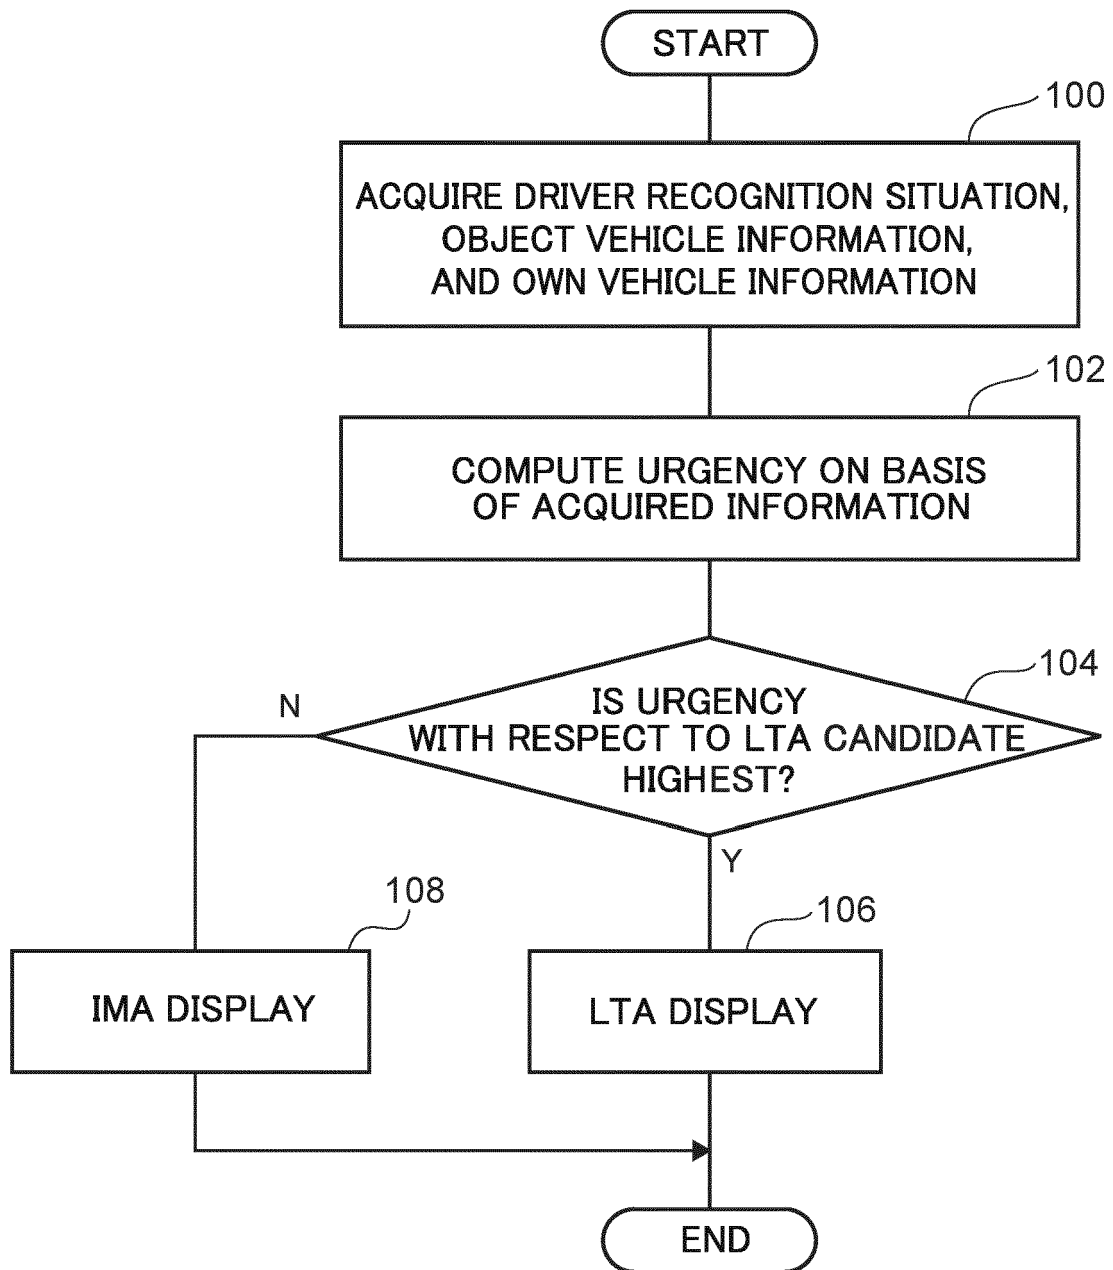 START
100
ACQUIRE DRIVER RECOGNITION SITUATION,
OBJECT VEHICLE INFORMATION,
AND OWN VEHICLE INFORMATION
102
COMPUTE URGENCY ON BASIS
OF ACQUIRED INFORMATION
104
IS URGENCY
WITH RESPECT TO LTA CANDIDATE
HIGHEST?
N
Y
108
106
IMA DISPLAY
LTA DISPLAY
END